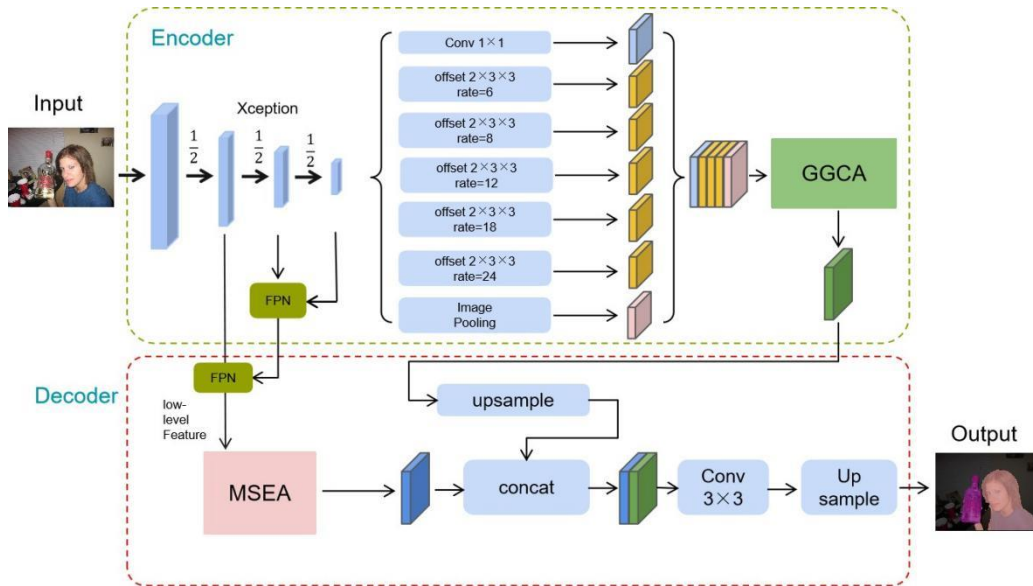 Encoder
Input
Xception
1/2
1/2
1/2
Conv 1×1
offset 2×3×3
rate=6
offset 2×3×3
rate=8
offset 2×3×3
rate=12
offset 2×3×3
rate=18
offset 2×3×3
rate=24
Image
Pooling
GGCA
FPN
FPN
Decoder
low-
level
Feature
upsample
MSEA
concat
Conv
3×3
Up
sample
Output